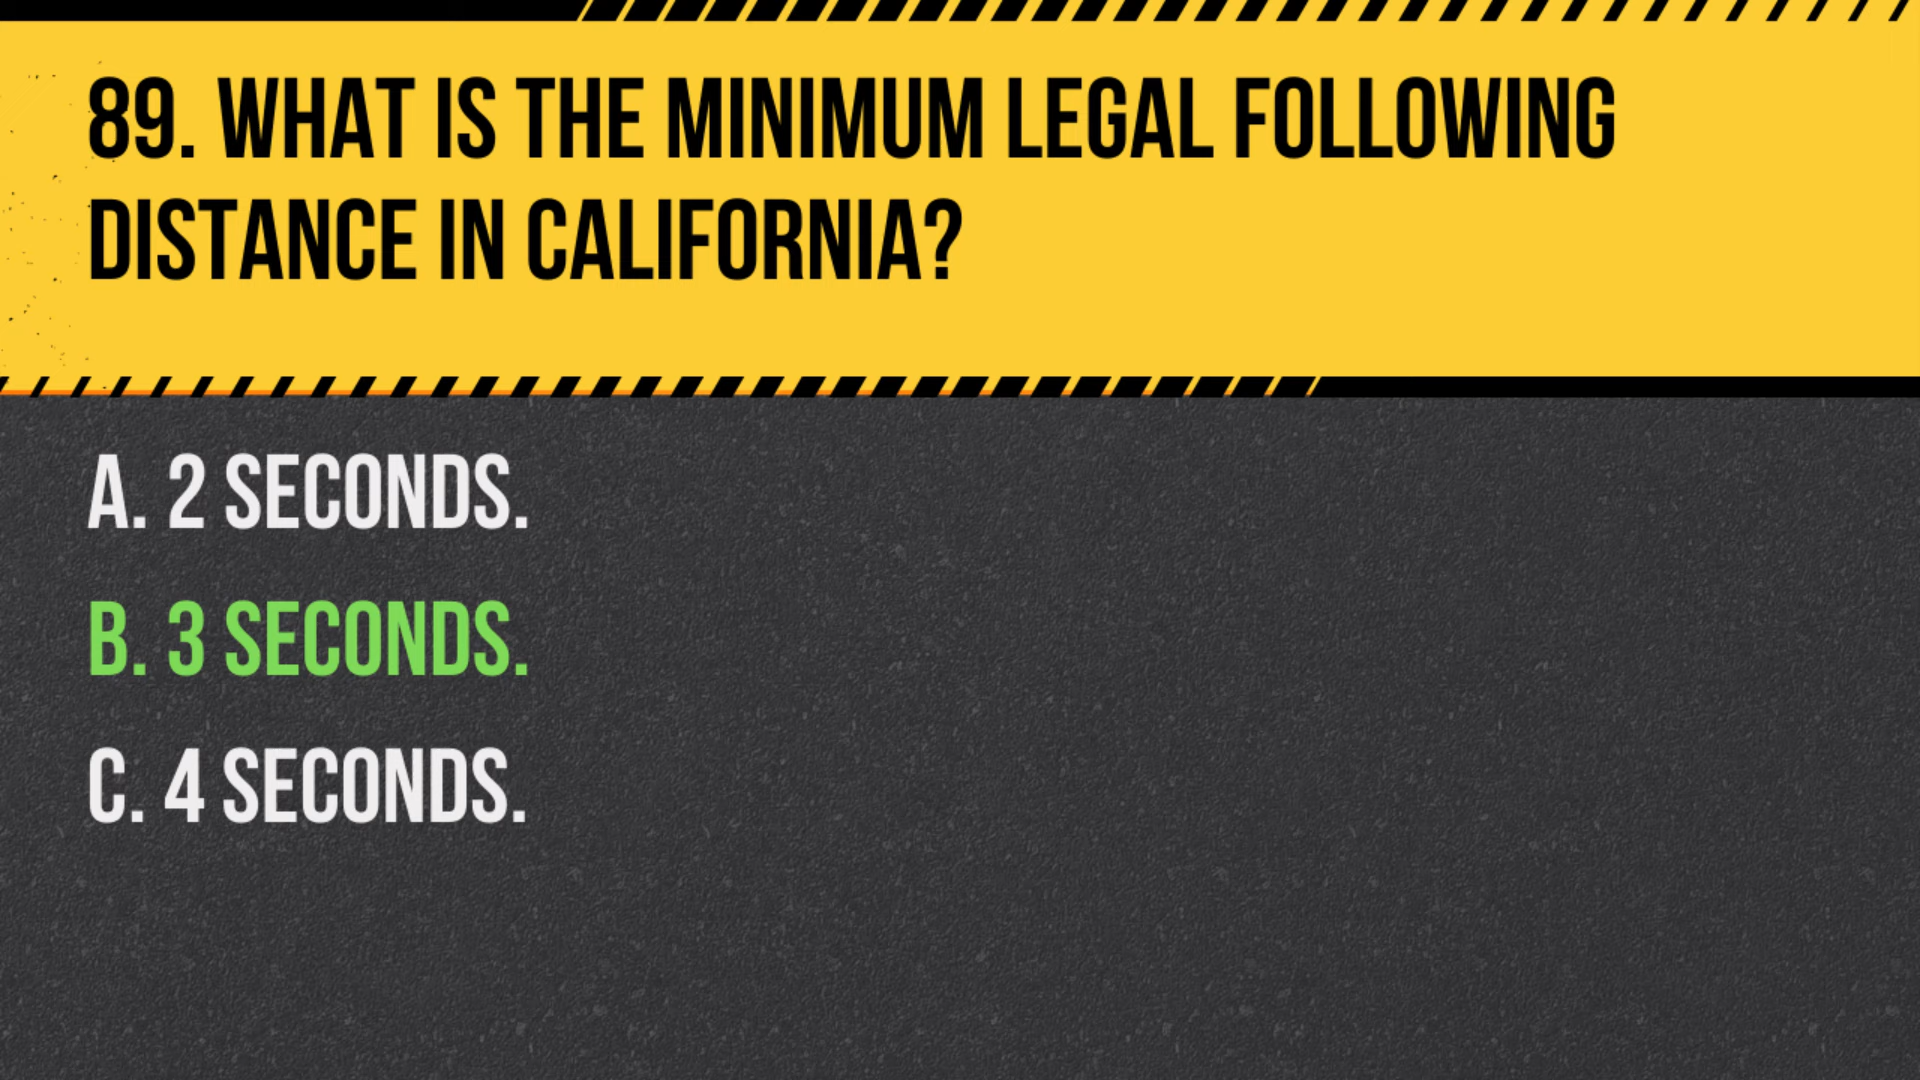 89. WHAT IS THE MINIMUM LEGAL FOLLOWING
DISTANCE IN CALIFORNIA?
A. 2 SECONDS.
B. 3 SECONDS.
C. 4 SECONDS.